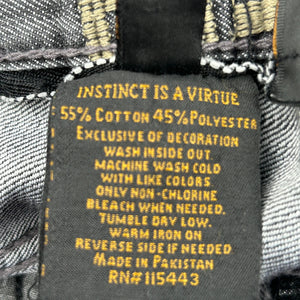 INSTINCT IS A VIRTUE
55% COTTON 45% POLYESTER
EXCLUSIVE OF DECORATION
WASH INSIDE OUT
MACHINE WASH COLD
WITH LIKE COLORS
ONLY NON-CHLORINE
BLEACH WHEN NEEDED.
TUMBLE DRY LOW.
WARM IRON ON
REVERSE SIDE IF NEEDED
MADE IN PAKISTAN
RN#115443